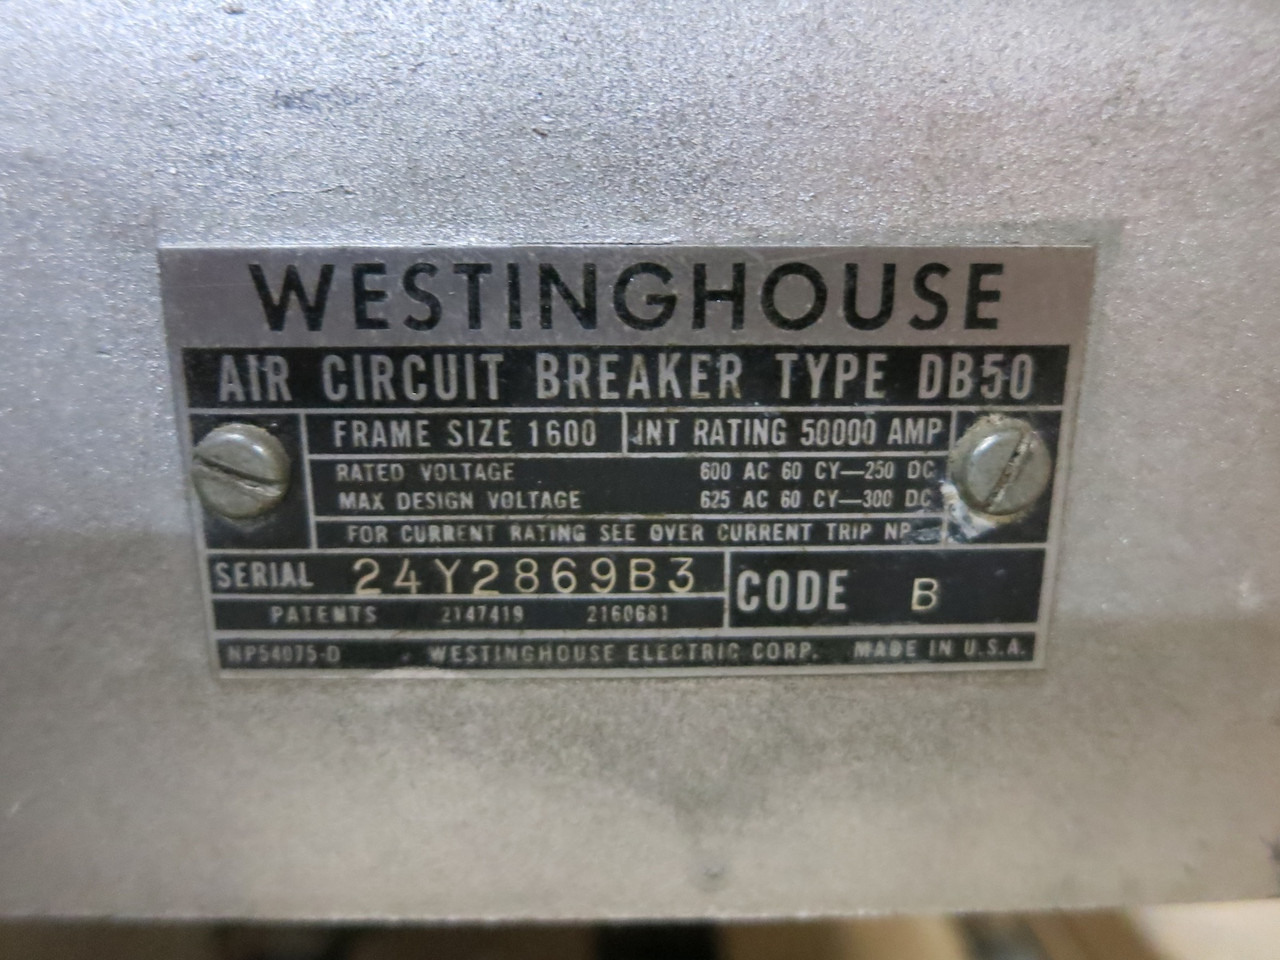 WESTINGHOUSE
AIR CIRCUIT BREAKER TYPE DB50
FRAME SIZE 1600 INT RATING 50000 AMP
RATED VOLTAGE 600 AC 60 CY—250 DC
MAX DESIGN VOLTAGE 625 AC 60 CY—300 DC
FOR CURRENT RATING SEE OVER CURRENT TRIP NP
SERIAL 24Y2869B3 CODE B
PATENTS 2147419 2160681
NP54075-D WESTINGHOUSE ELECTRIC CORP. MADE IN U.S.A.